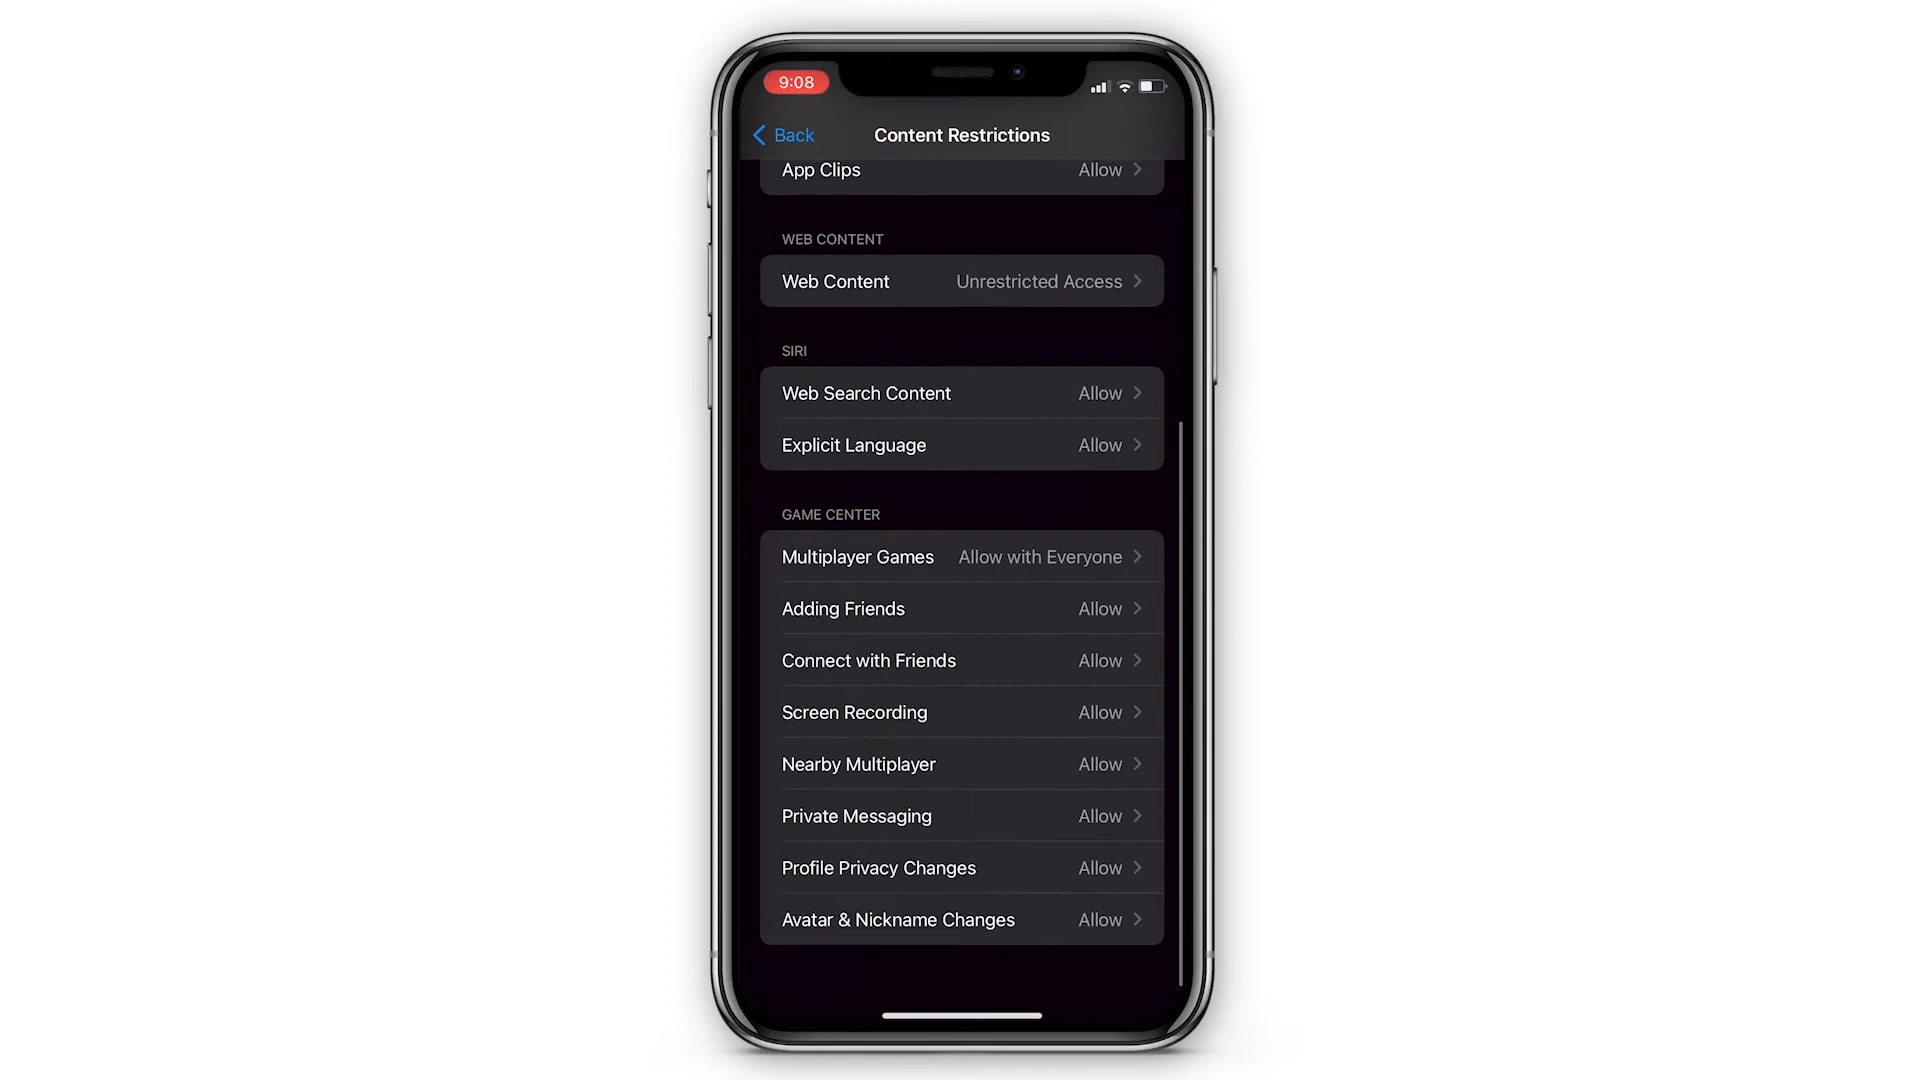 9:08
Back
Content Restrictions
App Clips Allow
WEB CONTENT
Web Content Unrestricted Access
SIRI
Web Search Content Allow
Explicit Language Allow
GAME CENTER
Multiplayer Games Allow with Everyone
Adding Friends Allow
Connect with Friends Allow
Screen Recording Allow
Nearby Multiplayer Allow
Private Messaging Allow
Profile Privacy Changes Allow
Avatar & Nickname Changes Allow